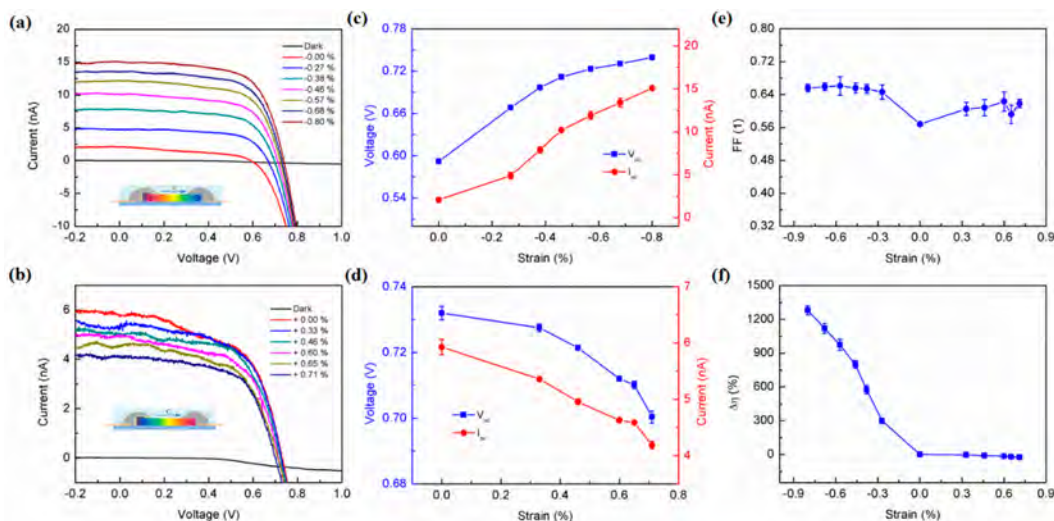 (a)
20
15
10
5
0
-5
-10
Current (nA)
-0.2 0.0 0.2 0.4 0.6 0.8 1.0
Voltage (V)
Dark
-0.00 %
-0.27 %
-0.38 %
-0.46 %
-0.57 %
-0.68 %
-0.80 %
(c)
0.78
0.72
0.66
0.60
0.54
Voltage (V)
20
15
10
5
0
Current (nA)
0.0 -0.2 -0.4 -0.6 -0.8
Strain (%)
(e)
0.80
0.72
0.64
0.56
0.48
0.40
0.32
FF (1)
-0.9 -0.6 -0.3 0.0 0.3 0.6 0.9
Strain (%)
(b)
6
4
2
0
Current (nA)
-0.2 0.0 0.2 0.4 0.6 0.8 1.0
Voltage (V)
Dark
+ 0.00 %
+ 0.33 %
+ 0.46 %
+ 0.60 %
+ 0.65 %
+ 0.71 %
(d)
0.74
0.72
0.70
0.68
Voltage (V)
7
6
5
4
Current (nA)
0.0 0.2 0.4 0.6 0.8
Strain (%)
(f)
1500
1200
900
600
300
0
Δη (%)
-0.9 -0.6 -0.3 0.0 0.3 0.6 0.9
Strain (%)